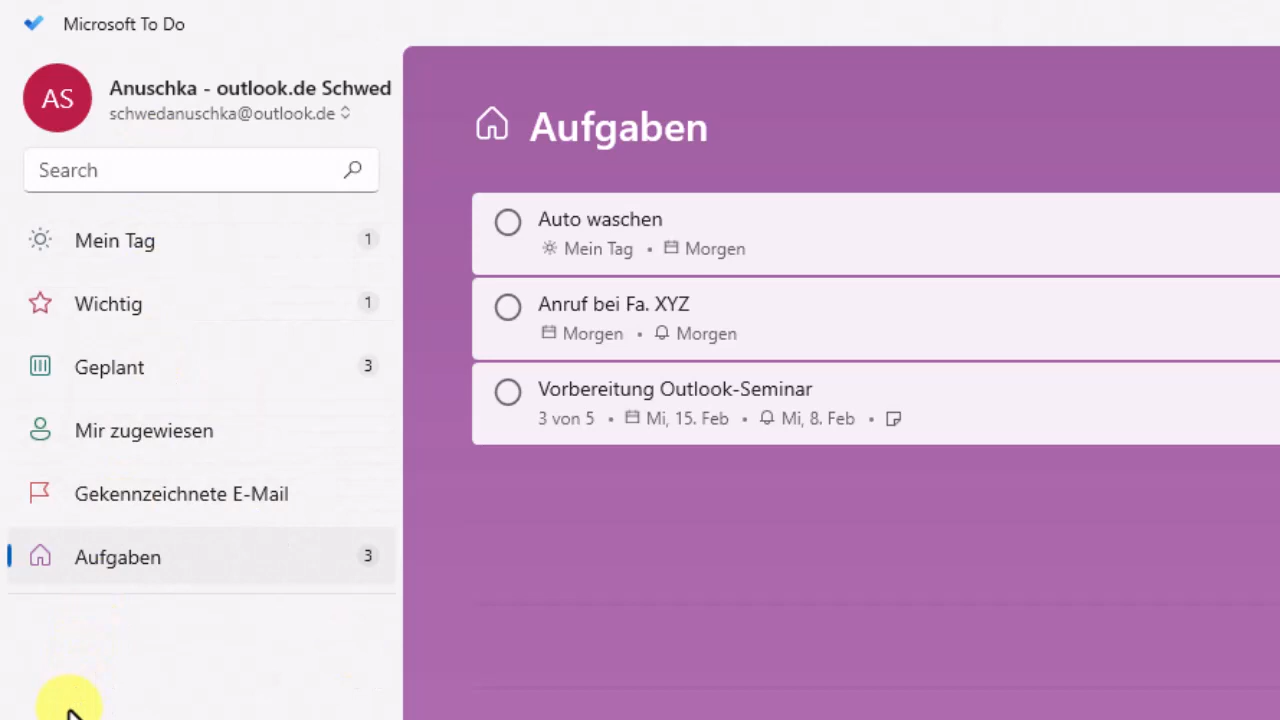 Microsoft To Do
AS
Anuschka - outlook.de Schwed
schwedanuschka@outlook.de
Search
Mein Tag 1
Wichtig 1
Geplant 3
Mir zugewiesen
Gekennzeichnete E-Mail
Aufgaben 3
Aufgaben
Auto waschen
Mein Tag • Morgen
Anruf bei Fa. XYZ
Morgen • Morgen
Vorbereitung Outlook-Seminar
3 von 5 • Mi, 15. Feb • Mi, 8. Feb •